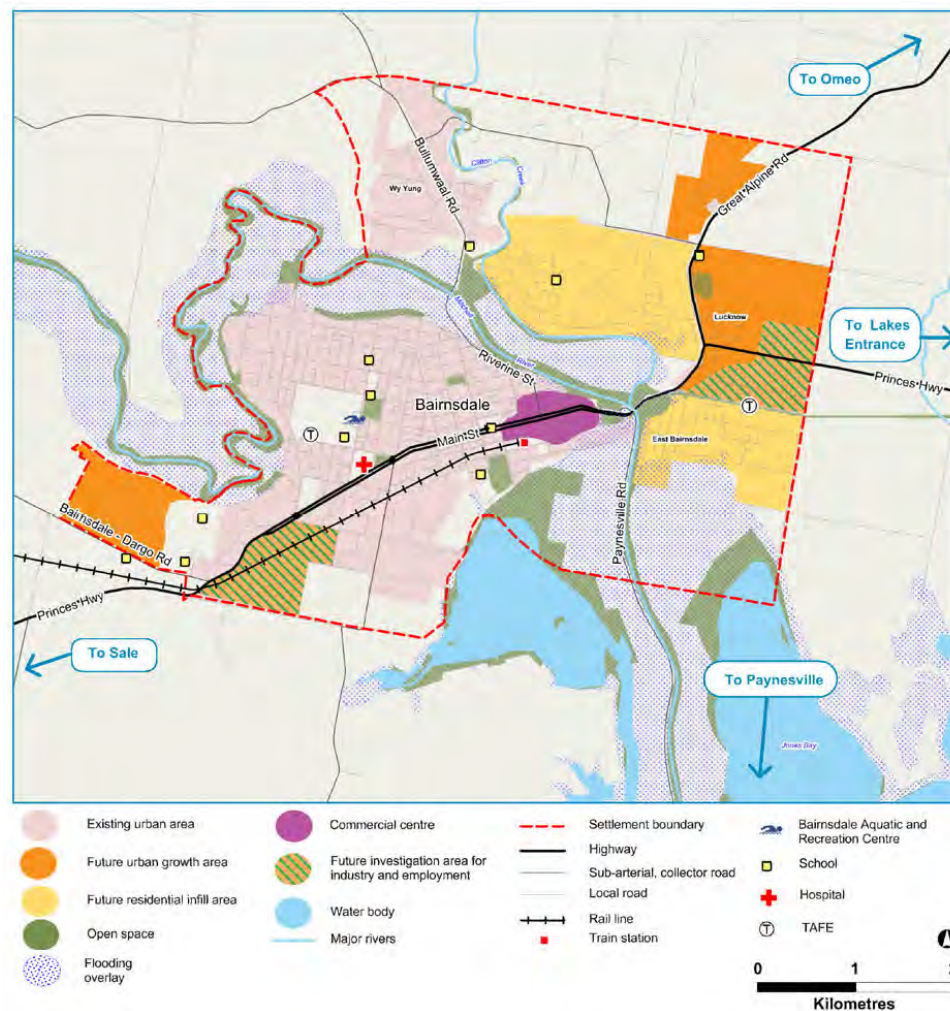 To Omeo
Great Alpine Rd
Bullumwaal Rd
Clifton
Creek
Wy Yung
To Lakes
Entrance
Lucknow
Princes Hwy
Mitchell
River
Riverine St
Bairnsdale
Main St
T
T
East Bairnsdale
Paynesville Rd
Bairnsdale - Dargo Rd
Princes Hwy
To Sale
To Paynesville
Jones Bay
Existing urban area
Future urban growth area
Future residential infill area
Open space
Flooding
overlay
Commercial centre
Future investigation area for
industry and employment
Water body
Major rivers
Settlement boundary
Highway
Sub-arterial, collector road
Local road
Rail line
Train station
Bairnsdale Aquatic and
Recreation Centre
School
Hospital
T TAFE
0 1
Kilometres